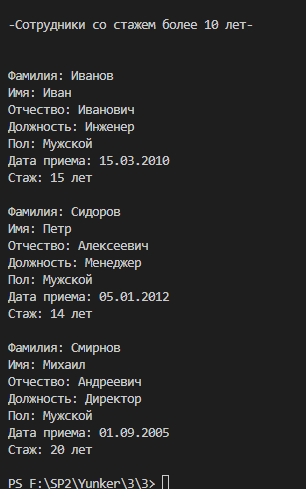 -Сотрудники со стажем более 10 лет-
Фамилия: Иванов
Имя: Иван
Отчество: Иванович
Должность: Инженер
Пол: Мужской
Дата приема: 15.03.2010
Стаж: 15 лет
Фамилия: Сидоров
Имя: Петр
Отчество: Алексеевич
Должность: Менеджер
Пол: Мужской
Дата приема: 05.01.2012
Стаж: 14 лет
Фамилия: Смирнов
Имя: Михаил
Отчество: Андреевич
Должность: Директор
Пол: Мужской
Дата приема: 01.09.2005
Стаж: 20 лет
PS F:\SP2\Yunker\3\3>